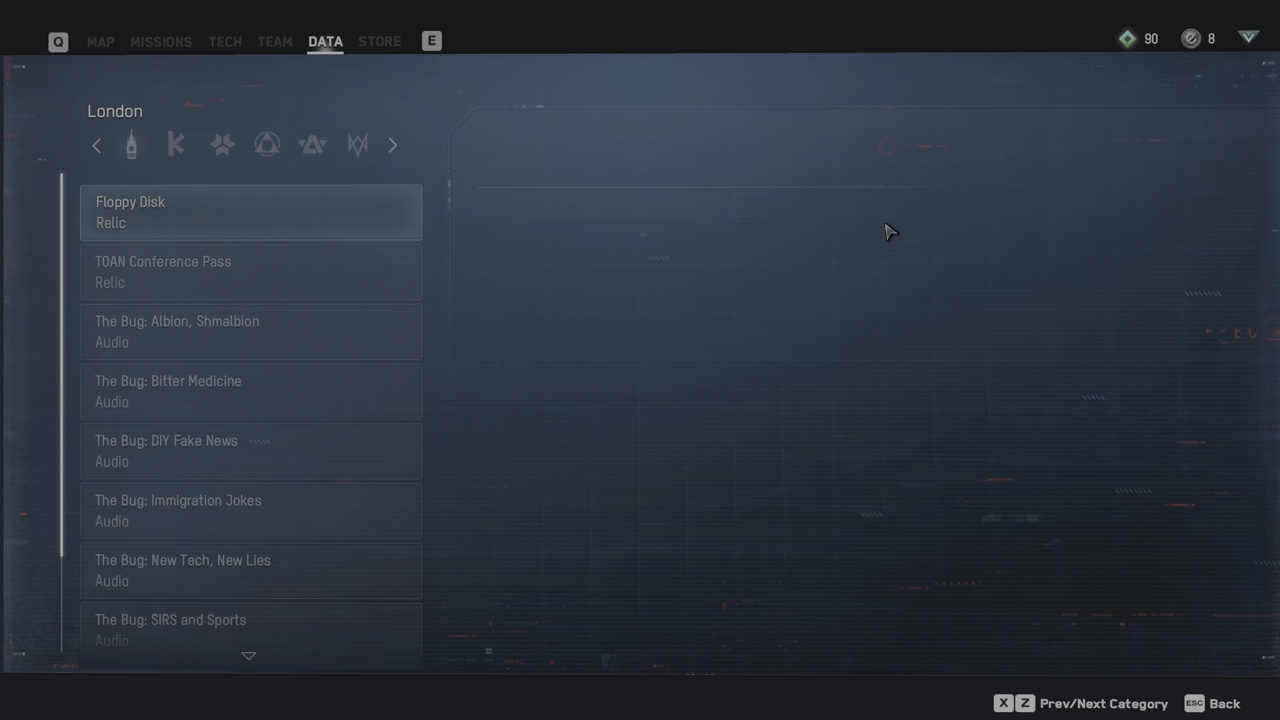 Q MAP MISSIONS TECH TEAM DATA STORE E 90 8
London
Floppy Disk
Relic
TOAN Conference Pass
Relic
The Bug: Albion, Shmalbion
Audio
The Bug: Bitter Medicine
Audio
The Bug: DIY Fake News
Audio
The Bug: Immigration Jokes
Audio
The Bug: New Tech, New Lies
Audio
The Bug: SIRS and Sports
Audio
X Z Prev/Next Category ESC Back